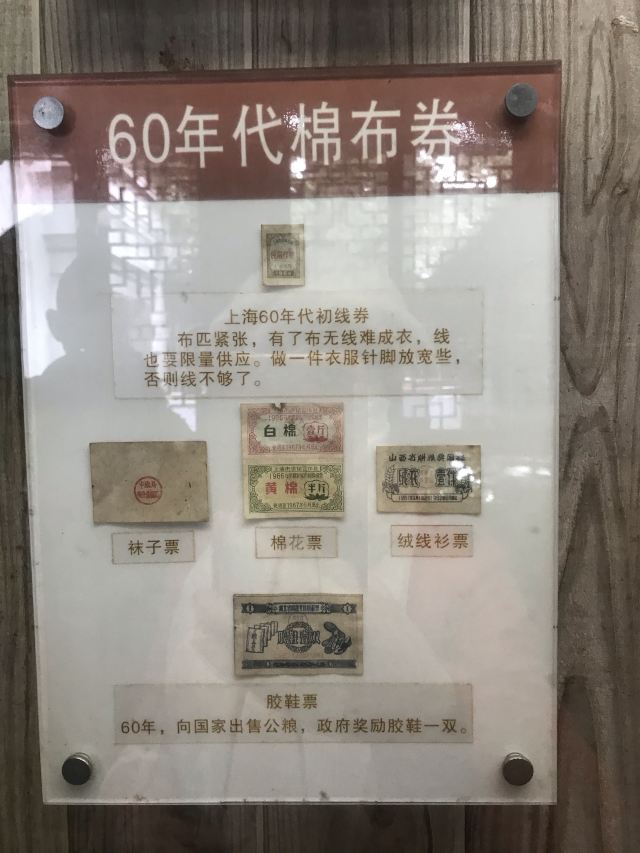 60年代棉布券
上海60年代初线券
布匹紧张，有了布无线难成衣，线
也要限量供应。做一件衣服针脚放宽些，
否则线不够了。
白棉 壹斤
黄棉 半斤
袜子票
棉花票
绒线衫票
胶鞋票
60年，向国家出售公粮，政府奖励胶鞋一双。